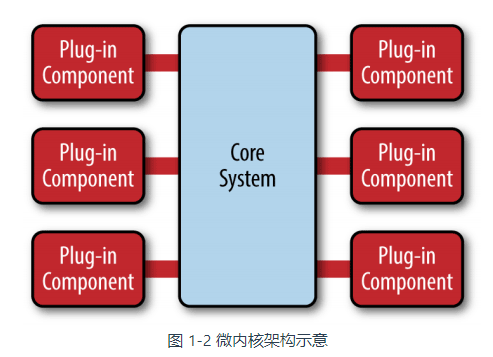 Plug-in
Component
Plug-in
Component
Plug-in
Component
Core
System
Plug-in
Component
Plug-in
Component
Plug-in
Component
图 1-2 微内核架构示意